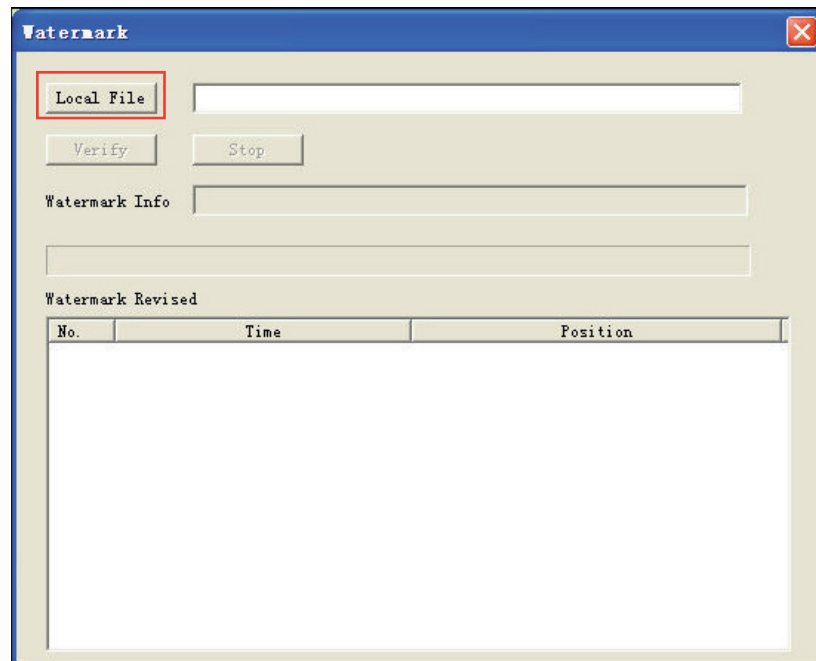 Watermark
Local File
Verify Stop
Watermark Info
Watermark Revised
No. Time Position